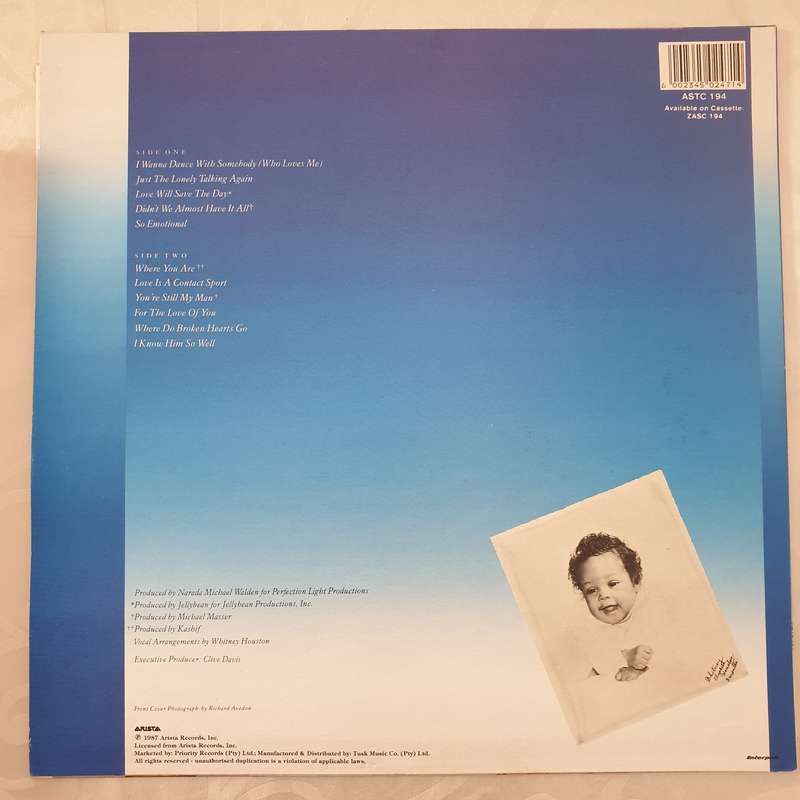 6 002345 024714
ASTC 194
Available on Cassette:
ZASC 194
SIDE ONE
I Wanna Dance With Somebody (Who Loves Me)
Just The Lonely Talking Again
Love Will Save The Day*
Didn't We Almost Have It All†
So Emotional
SIDE TWO
Where You Are ††
Love Is A Contact Sport
You're Still My Man †
For The Love Of You
Where Do Broken Hearts Go
I Know Him So Well
Produced by Narada Michael Walden for Perfection Light Productions
*Produced by Jellybean for Jellybean Productions, Inc.
†Produced by Michael Masser
††Produced by Kashif
Vocal Arrangements by Whitney Houston
Executive Producer: Clive Davis
Front Cover Photograph by Richard Avedon
ARISTA
℗ 1987 Arista Records, Inc.
Licensed from Arista Records, Inc.
Marketed by: Priority Records (Pty) Ltd.; Manufactured & Distributed by: Tusk Music Co. (Pty) Ltd.
All rights reserved - unauthorised duplication is a violation of applicable laws.
Whitney
Elizabeth
Houston